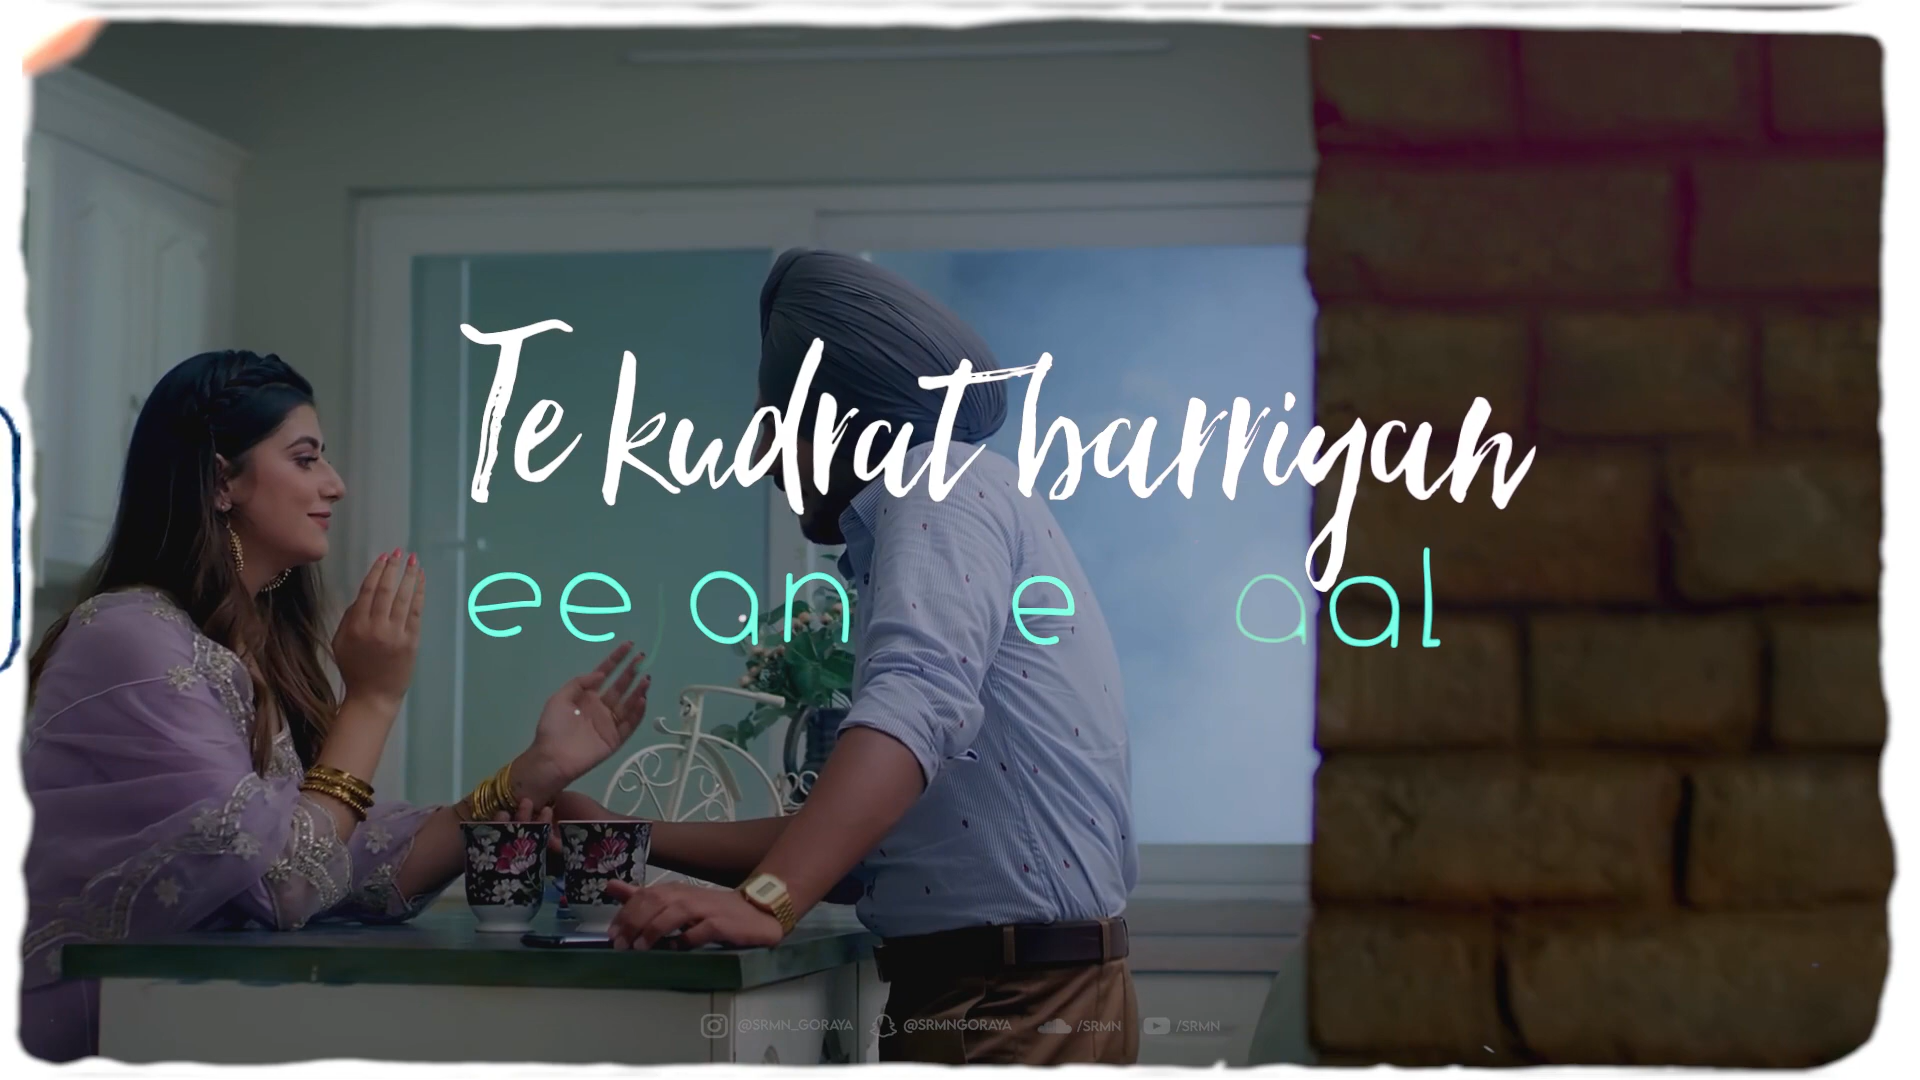 Te kudrat barriyan
ee an e aal
@SRMN_GORAYA @SRMNGORAYA /SRMN /SRMN